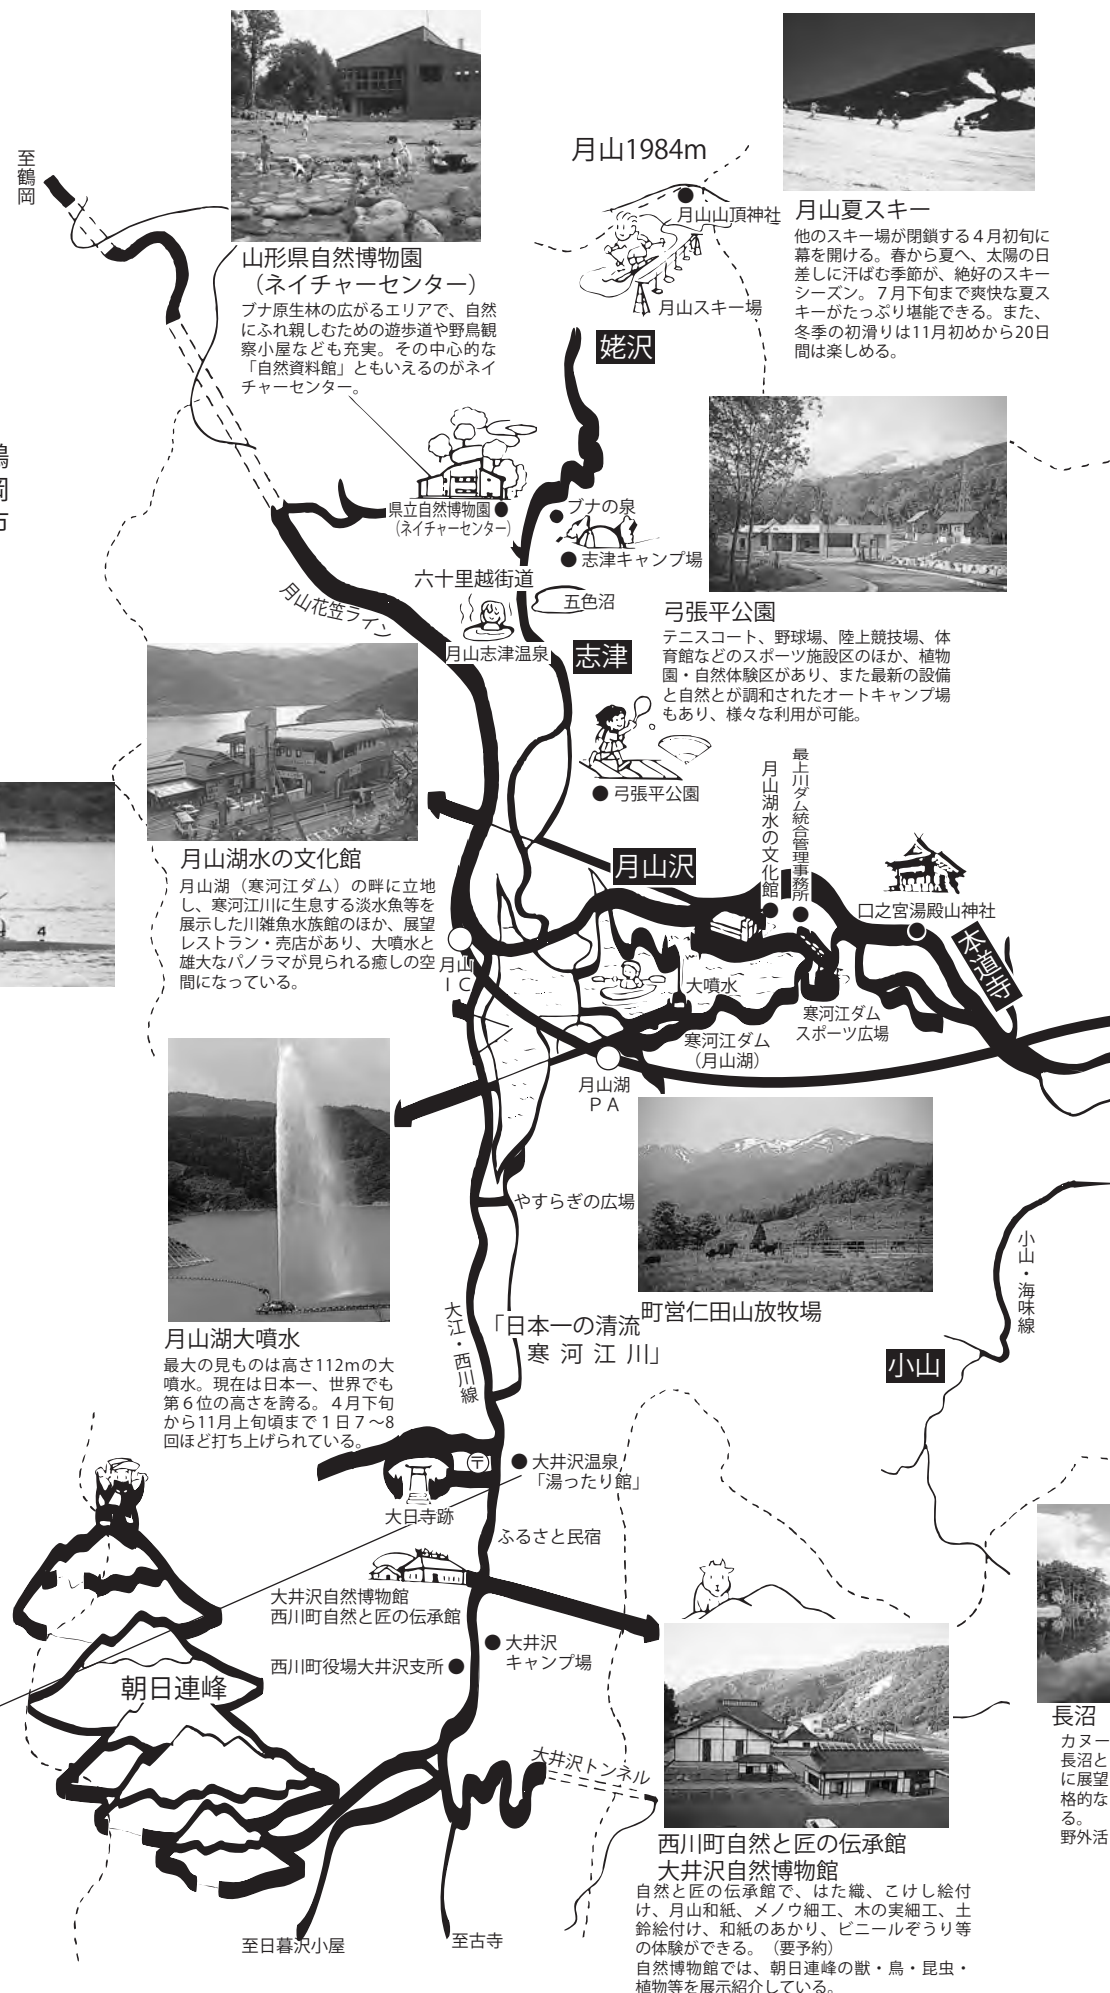 至鶴岡
月山1984m
月山山頂神社
月山スキー場
月山夏スキー
他のスキー場が閉鎖する４月初旬に
幕を開ける。春から夏へ、太陽の日
差しに汗ばむ季節が、絶好のスキー
シーズン。７月下旬まで爽快な夏ス
キーがたっぷり堪能できる。また、
冬季の初滑りは11月初めから20日
間は楽しめる。
山形県自然博物園
（ネイチャーセンター）
ブナ原生林の広がるエリアで、自然
にふれ親しむための遊歩道や野鳥観
察小屋なども充実。その中心的な
「自然資料館」ともいえるのがネイ
チャーセンター。
姥沢
鶴岡市
県立自然博物園
（ネイチャーセンター）
ブナの泉
志津キャンプ場
六十里越街道
五色沼
月山花笠ライン
月山志津温泉
志津
弓張平公園
テニスコート、野球場、陸上競技場、体
育館などのスポーツ施設区のほか、植物
園・自然体験区があり、また最新の設備
と自然とが調和されたオートキャンプ場
もあり、様々な利用が可能。
弓張平公園
最上川ダム統合管理事務所
月山湖水の文化館
月山沢
口之宮湯殿山神社
本道寺
月山湖水の文化館
月山湖（寒河江ダム）の畔に立地
し、寒河江川に生息する淡水魚等を
展示した川雑魚水族館のほか、展望
レストラン・売店があり、大噴水と
雄大なパノラマが見られる癒しの空
間になっている。
4
月山
ＩＣ
大噴水
寒河江ダム
スポーツ広場
寒河江ダム
（月山湖）
月山湖
ＰＡ
やすらぎの広場
町営仁田山放牧場
小山・海味線
小山
月山湖大噴水
最大の見ものは高さ112mの大
噴水。現在は日本一、世界でも
第６位の高さを誇る。４月下旬
から11月上旬頃まで１日７〜8
回ほど打ち上げられている。
大江・西川線
「日本一の清流
寒河江川」
〒
大井沢温泉
「湯ったり館」
大日寺跡
ふるさと民宿
大井沢自然博物館
西川町自然と匠の伝承館
大井沢
キャンプ場
西川町役場大井沢支所
朝日連峰
大井沢トンネル
至日暮沢小屋
至古寺
西川町自然と匠の伝承館
大井沢自然博物館
自然と匠の伝承館で、はた織、こけし絵付
け、月山和紙、メノウ細工、木の実細工、土
鈴絵付け、和紙のあかり、ビニールぞうり等
の体験ができる。（要予約）
自然博物館では、朝日連峰の獣・鳥・昆虫・
植物等を展示紹介している。
長沼
カヌー
長沼と
に展望
格的な
る。
野外活